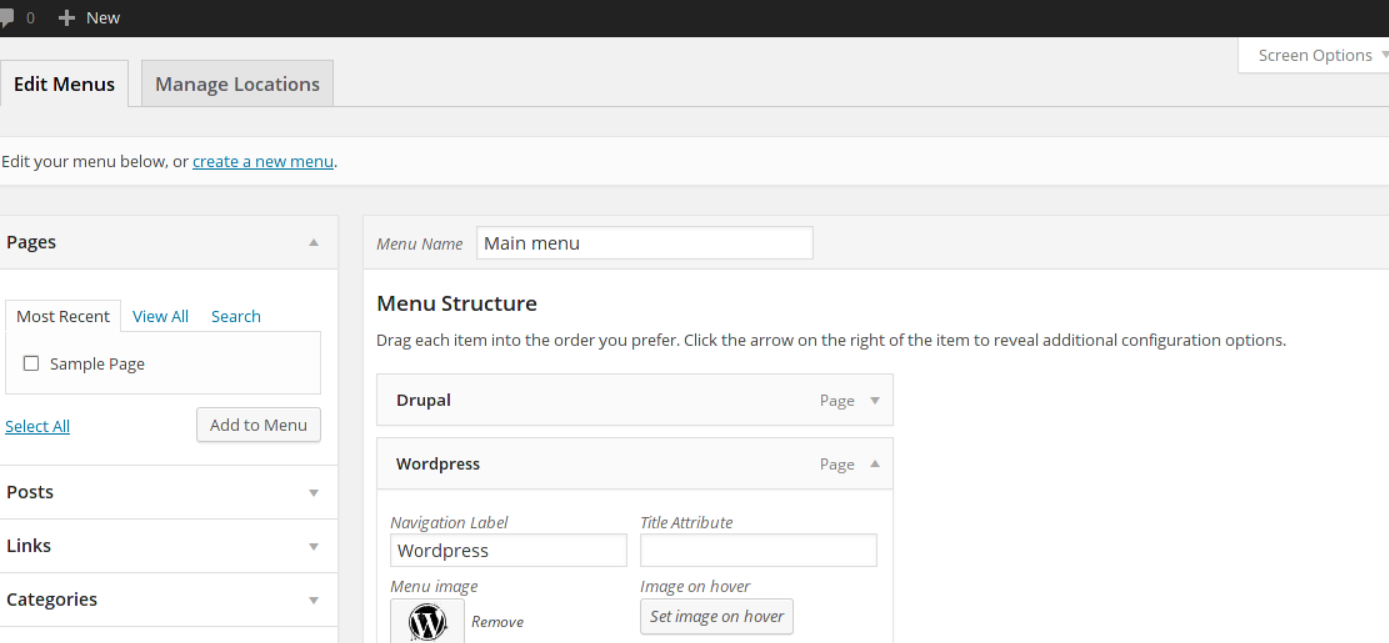 0 New
Screen Options
Edit Menus Manage Locations
Edit your menu below, or create a new menu.
Pages
Most Recent View All Search
Sample Page
Select All Add to Menu
Posts
Links
Categories
Menu Name Main menu
Menu Structure
Drag each item into the order you prefer. Click the arrow on the right of the item to reveal additional configuration options.
Drupal Page
Wordpress Page
Navigation Label Title Attribute
Wordpress
Menu image Image on hover
Remove Set image on hover